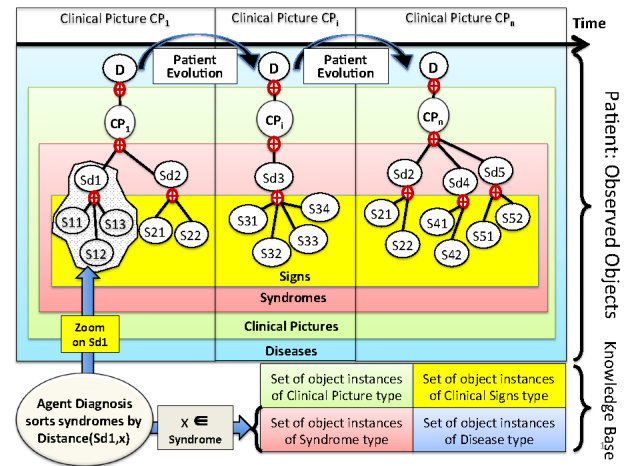 Clinical Picture CP1
Clinical Picture CPi
Clinical Picture CPn
Time
D
Patient
Evolution
D
Patient
Evolution
D
CP1
CPi
CPn
Sd1
Sd2
Sd3
Sd2
Sd4
Sd5
S11
S13
S12
S21
S22
S31
S34
S32
S33
S21
S22
S41
S42
S51
S52
Signs
Syndromes
Clinical Pictures
Diseases
Patient: Observed Objects
Zoom
on Sd1
Agent Diagnosis
sorts syndromes by
Distance{Sd1,x}
x ∈
Syndrome
Set of object instances
of Clinical Picture type
Set of object instances
of Clinical Signs type
Set of object instances
of Syndrome type
Set of object instances
of Disease type
Knowledge Base